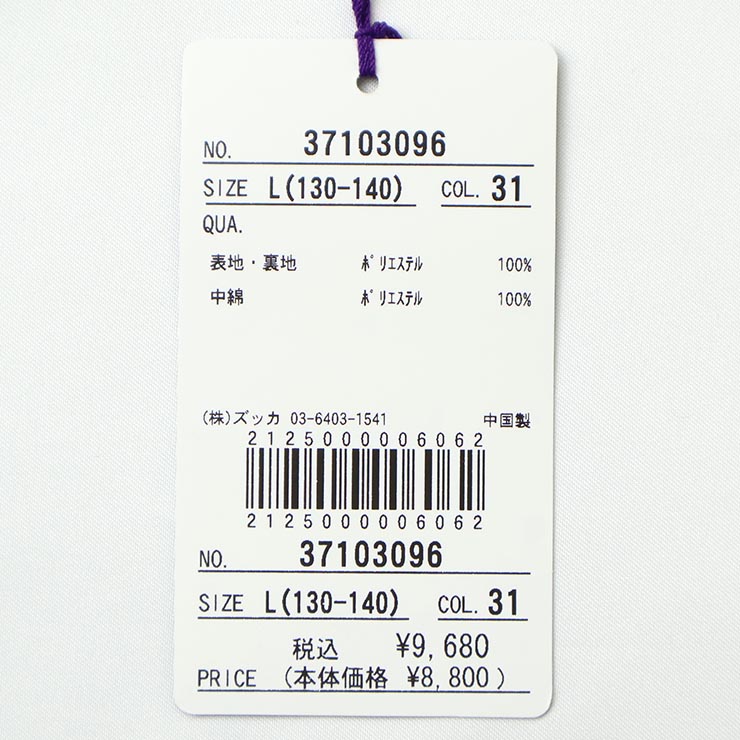 NO. 37103096
SIZE L(130-140) COL. 31
QUA.
表地・裏地 ﾎﾟﾘｴｽﾃﾙ 100%
中綿 ﾎﾟﾘｴｽﾃﾙ 100%
(株)ズッカ 03-6403-1541 中国製
2125000006062
2125000006062
NO. 37103096
SIZE L(130-140) COL. 31
税込 ¥9,680
PRICE (本体価格 ¥8,800)